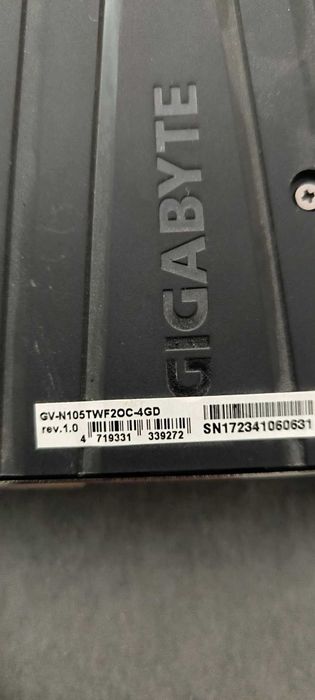 GIGABYTE
GV-N105TWF2OC-4GD
rev.1.0
4 719331 339272
SN172341060631